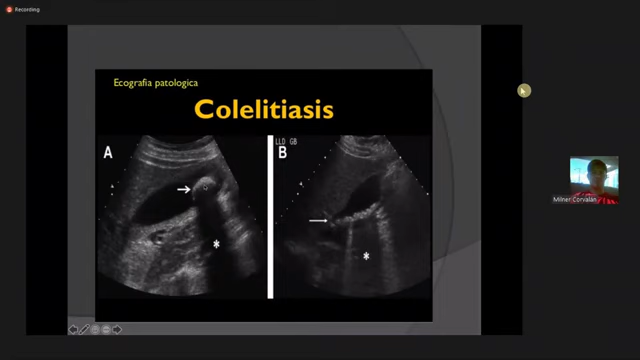 Recording
Ecografia patologica
Colelitiasis
A
LLD GB
B
*
*
Milner Corvalán